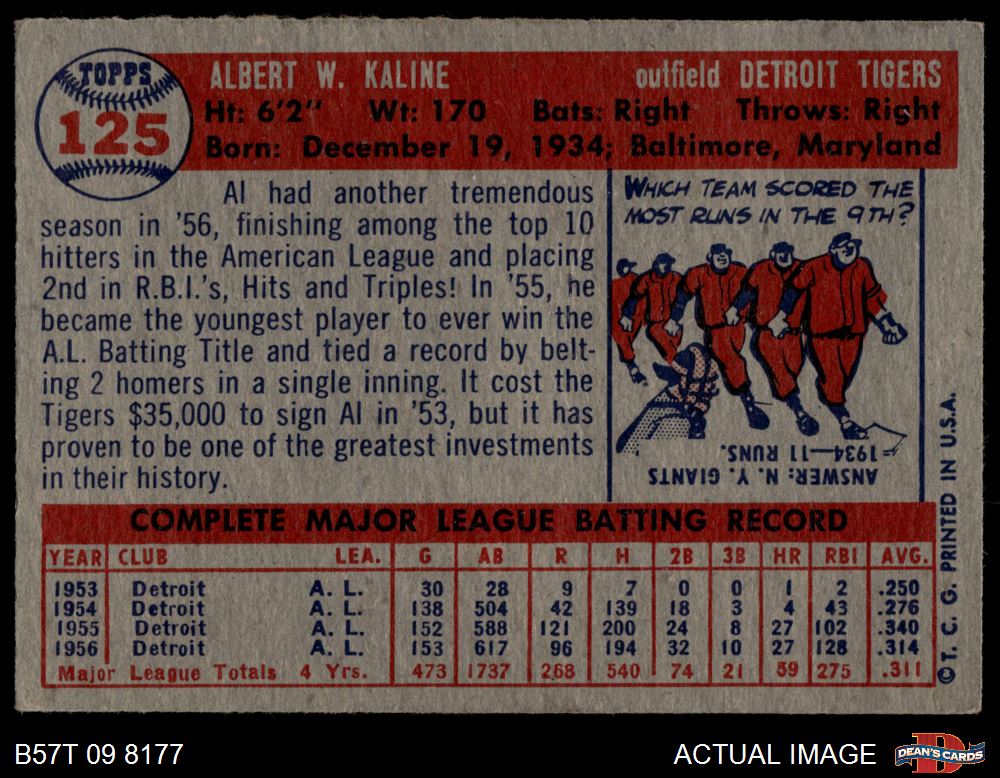 TOPPS
125
ALBERT W. KALINE outfield DETROIT TIGERS
Ht: 6'2" Wt: 170 Bats: Right Throws: Right
Born: December 19, 1934; Baltimore, Maryland
Al had another tremendous
season in '56, finishing among the top 10
hitters in the American League and placing
2nd in R.B.I.'s, Hits and Triples! In '55, he
became the youngest player to ever win the
A.L. Batting Title and tied a record by belt-
ing 2 homers in a single inning. It cost the
Tigers $35,000 to sign Al in '53, but it has
proven to be one of the greatest investments
in their history.
WHICH TEAM SCORED THE
MOST RUNS IN THE 9TH?
ANSWER: N. Y. GIANTS
=1934—11 RUNS.
COMPLETE MAJOR LEAGUE BATTING RECORD
YEAR CLUB LEA. G AB R H 2B 3B HR RBI AVG.
1953 Detroit A. L. 30 28 9 7 0 0 1 2 .250
1954 Detroit A. L. 138 504 42 139 18 3 4 43 .276
1955 Detroit A. L. 152 588 121 200 24 8 27 102 .340
1956 Detroit A. L. 153 617 96 194 32 10 27 128 .314
Major League Totals 4 Yrs. 473 1737 268 540 74 21 59 275 .311
©T. C. G. PRINTED IN U.S.A.
B57T 09 8177 ACTUAL IMAGE DEAN'S CARDS